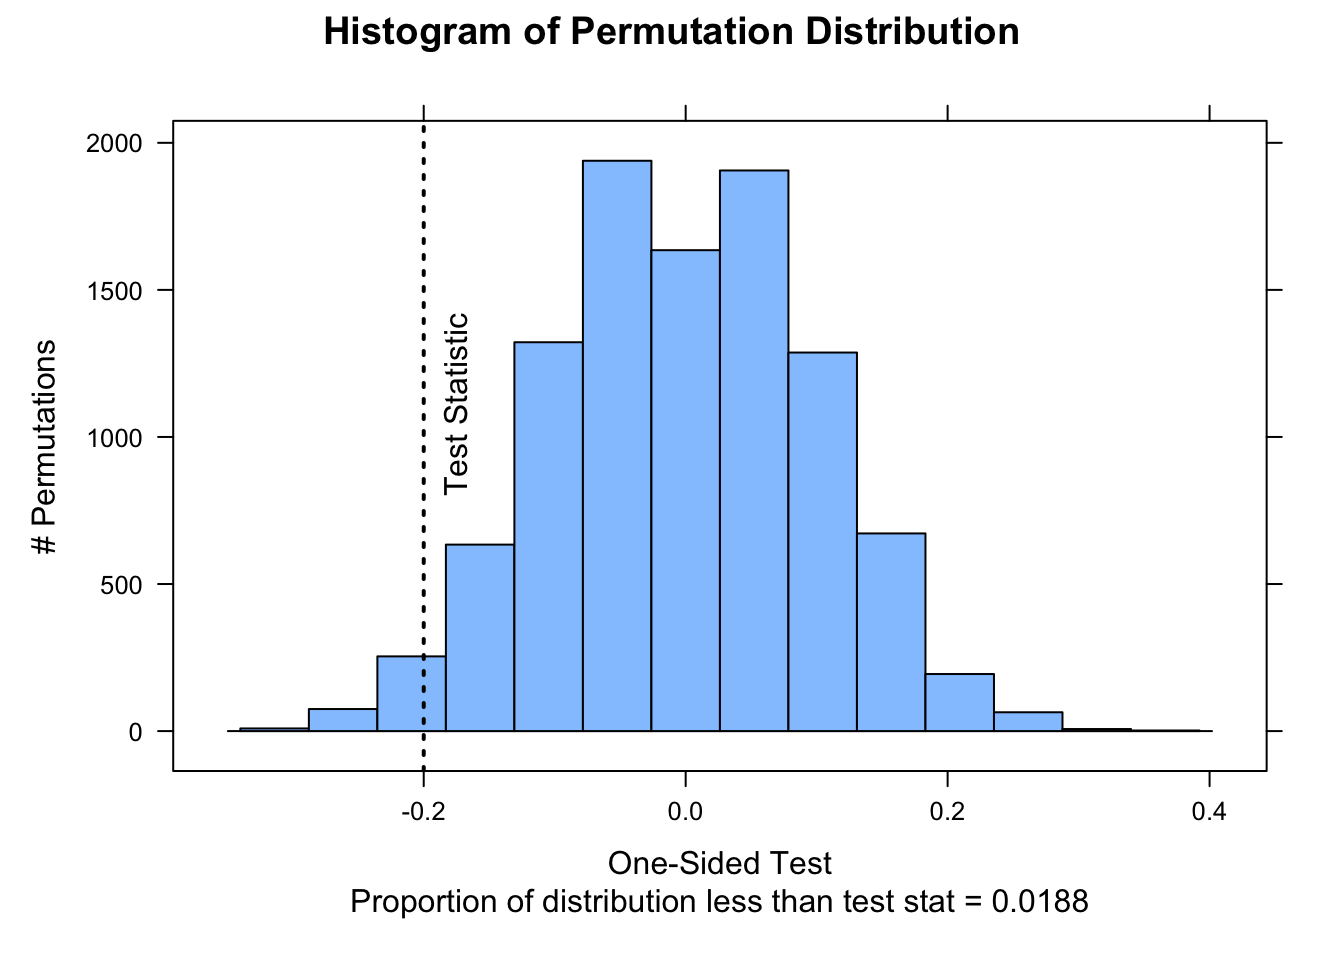 Histogram of Permutation Distribution
2000
1500
1000
500
0
# Permutations
Test Statistic
-0.2 0.0 0.2 0.4
One-Sided Test
Proportion of distribution less than test stat = 0.0188